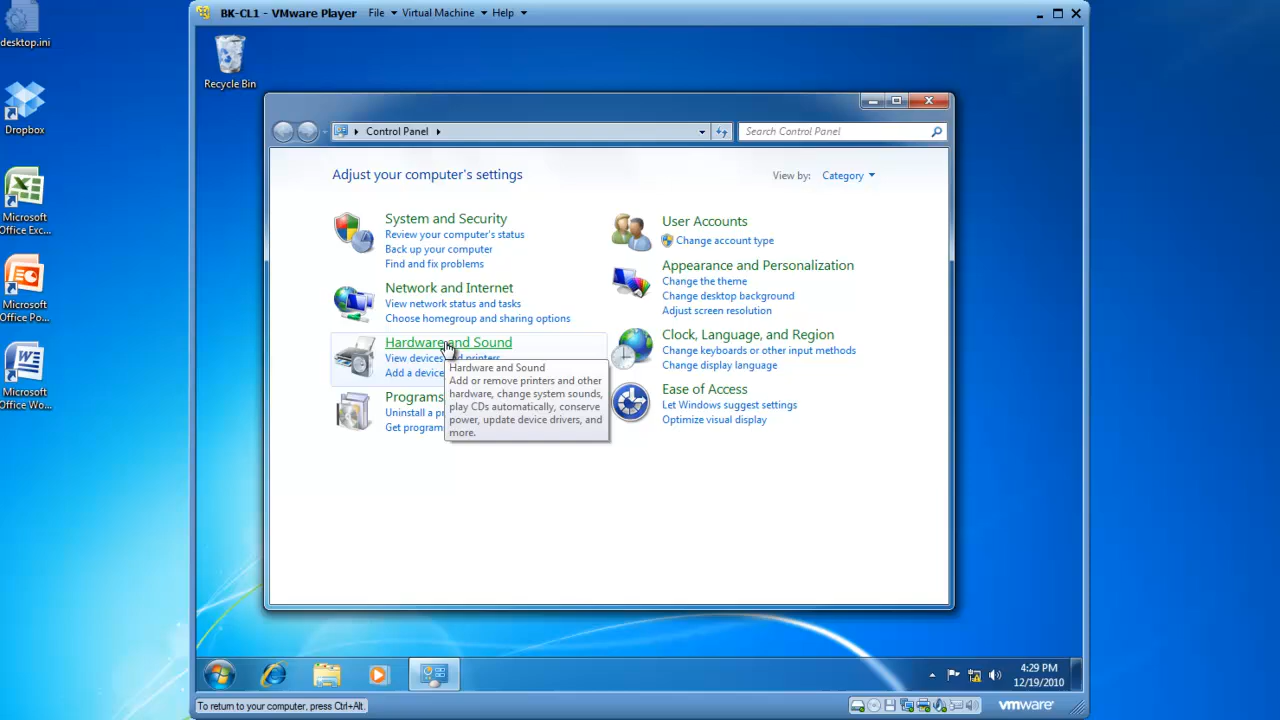 desktop.ini
Dropbox
Microsoft
Office Exc...
Microsoft
Office Po...
Microsoft
Office Wo...
BK-CL1 - VMware Player File Virtual Machine Help
Recycle Bin
Control Panel
Search Control Panel
Adjust your computer's settings
View by: Category
System and Security
Review your computer's status
Back up your computer
Find and fix problems
Network and Internet
View network status and tasks
Choose homegroup and sharing options
Hardware and Sound
View devices and printers
Add a device
Hardware and Sound
Add or remove printers and other
hardware, change system sounds,
play CDs automatically, conserve
power, update device drivers, and
more.
Programs
Uninstall a pr
Get program
User Accounts
Change account type
Appearance and Personalization
Change the theme
Change desktop background
Adjust screen resolution
Clock, Language, and Region
Change keyboards or other input methods
Change display language
Ease of Access
Let Windows suggest settings
Optimize visual display
4:29 PM
12/19/2010
To return to your computer, press Ctrl+Alt.
vmware